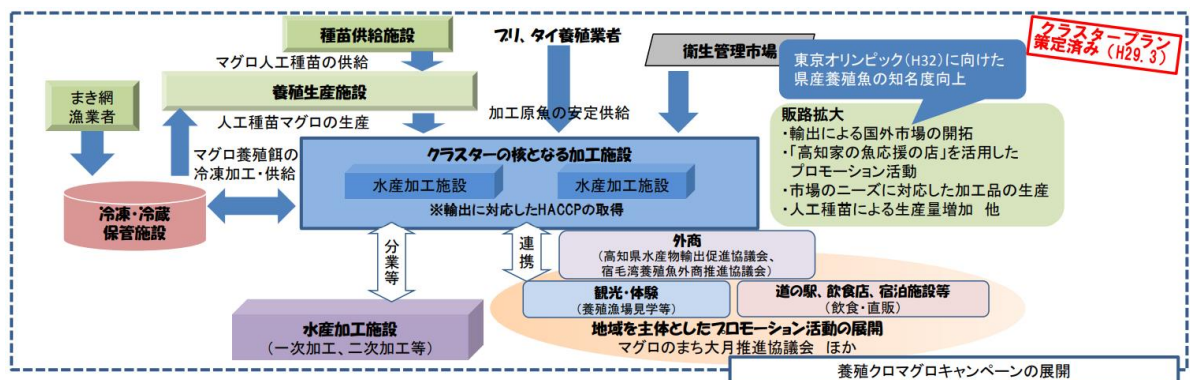 種苗供給施設
マグロ人工種苗の供給
養殖生産施設
人工種苗マグロの生産
まき網
漁業者
マグロ養殖餌の
冷凍加工・供給
冷凍・冷蔵
保管施設
ブリ、タイ養殖業者
加工原魚の安定供給
衛生管理市場
クラスタープラン
策定済み(H29.3)
東京オリンピック(H32)に向けた
県産養殖魚の知名度向上
販路拡大
・輸出による国外市場の開拓
・「高知家の魚応援の店」を活用した
プロモーション活動
・市場のニーズに対応した加工品の生産
・人工種苗による生産量増加 他
クラスターの核となる加工施設
水産加工施設
水産加工施設
※輸出に対応したHACCPの取得
分業等
連携
外商
(高知県水産物輸出促進協議会、
宿毛湾養殖魚外商推進協議会)
観光・体験
(養殖漁場見学等)
道の駅、飲食店、宿泊施設等
(飲食・直販)
水産加工施設
(一次加工、二次加工等)
地域を主体としたプロモーション活動の展開
マグロのまち大月推進協議会 ほか
養殖クロマグロキャンペーンの展開